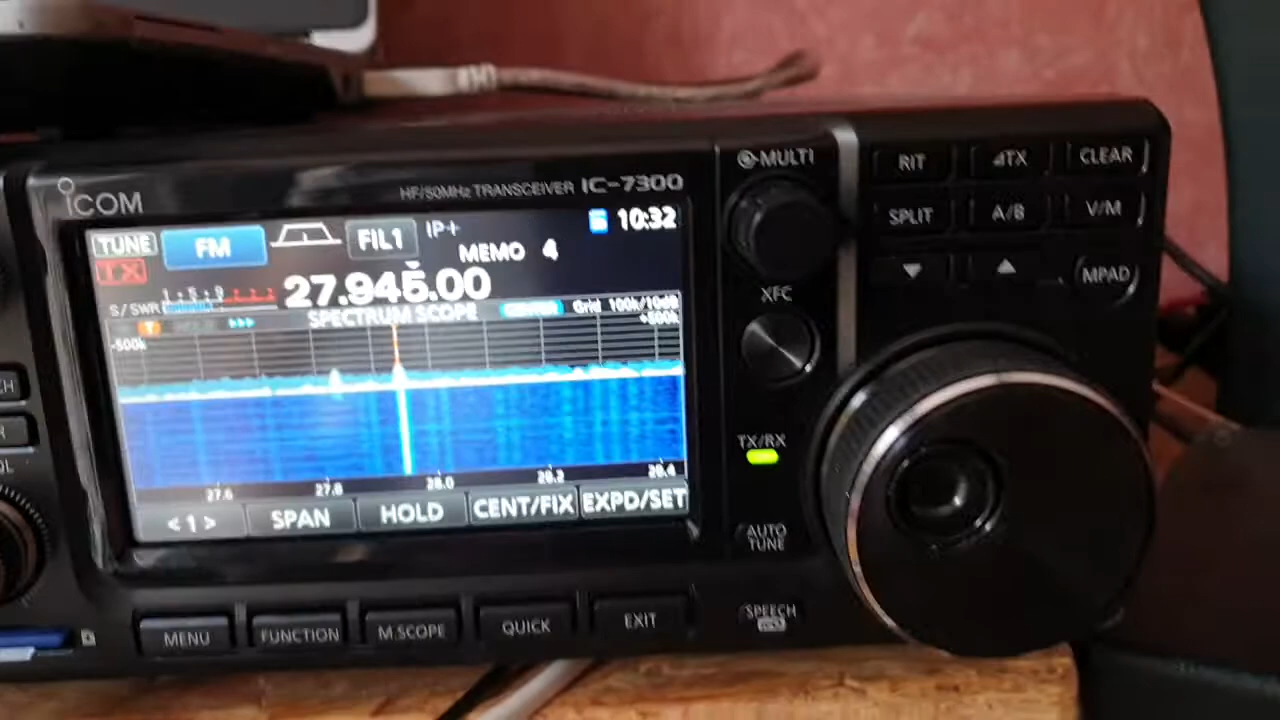 ICOM
HF/50MHz TRANSCEIVER IC-7300
TUNE FM FIL1 IP+ 10:32
TX MEMO 4
27.945.00
S/SWR
T SPECTRUM SCOPE CENTER Grid 100k/10dB
-500k +500k
27.6 27.8 28.0 28.2 28.4
<1> SPAN HOLD CENT/FIX EXPD/SET
MENU FUNCTION M.SCOPE QUICK EXIT
MULTI
XFC
TX/RX
AUTO
TUNE
SPEECH
RIT ⊿TX CLEAR
SPLIT A/B V/M
▼ ▲ MPAD